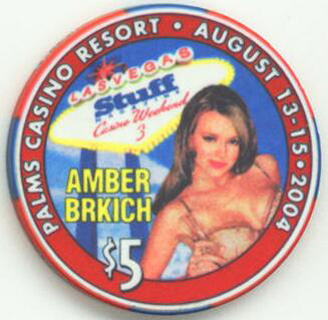 PALMS CASINO RESORT • AUGUST 13-15 • 2004
LAS VEGAS
Stuff
Casino Weekend
3
AMBER
BRKICH
$5